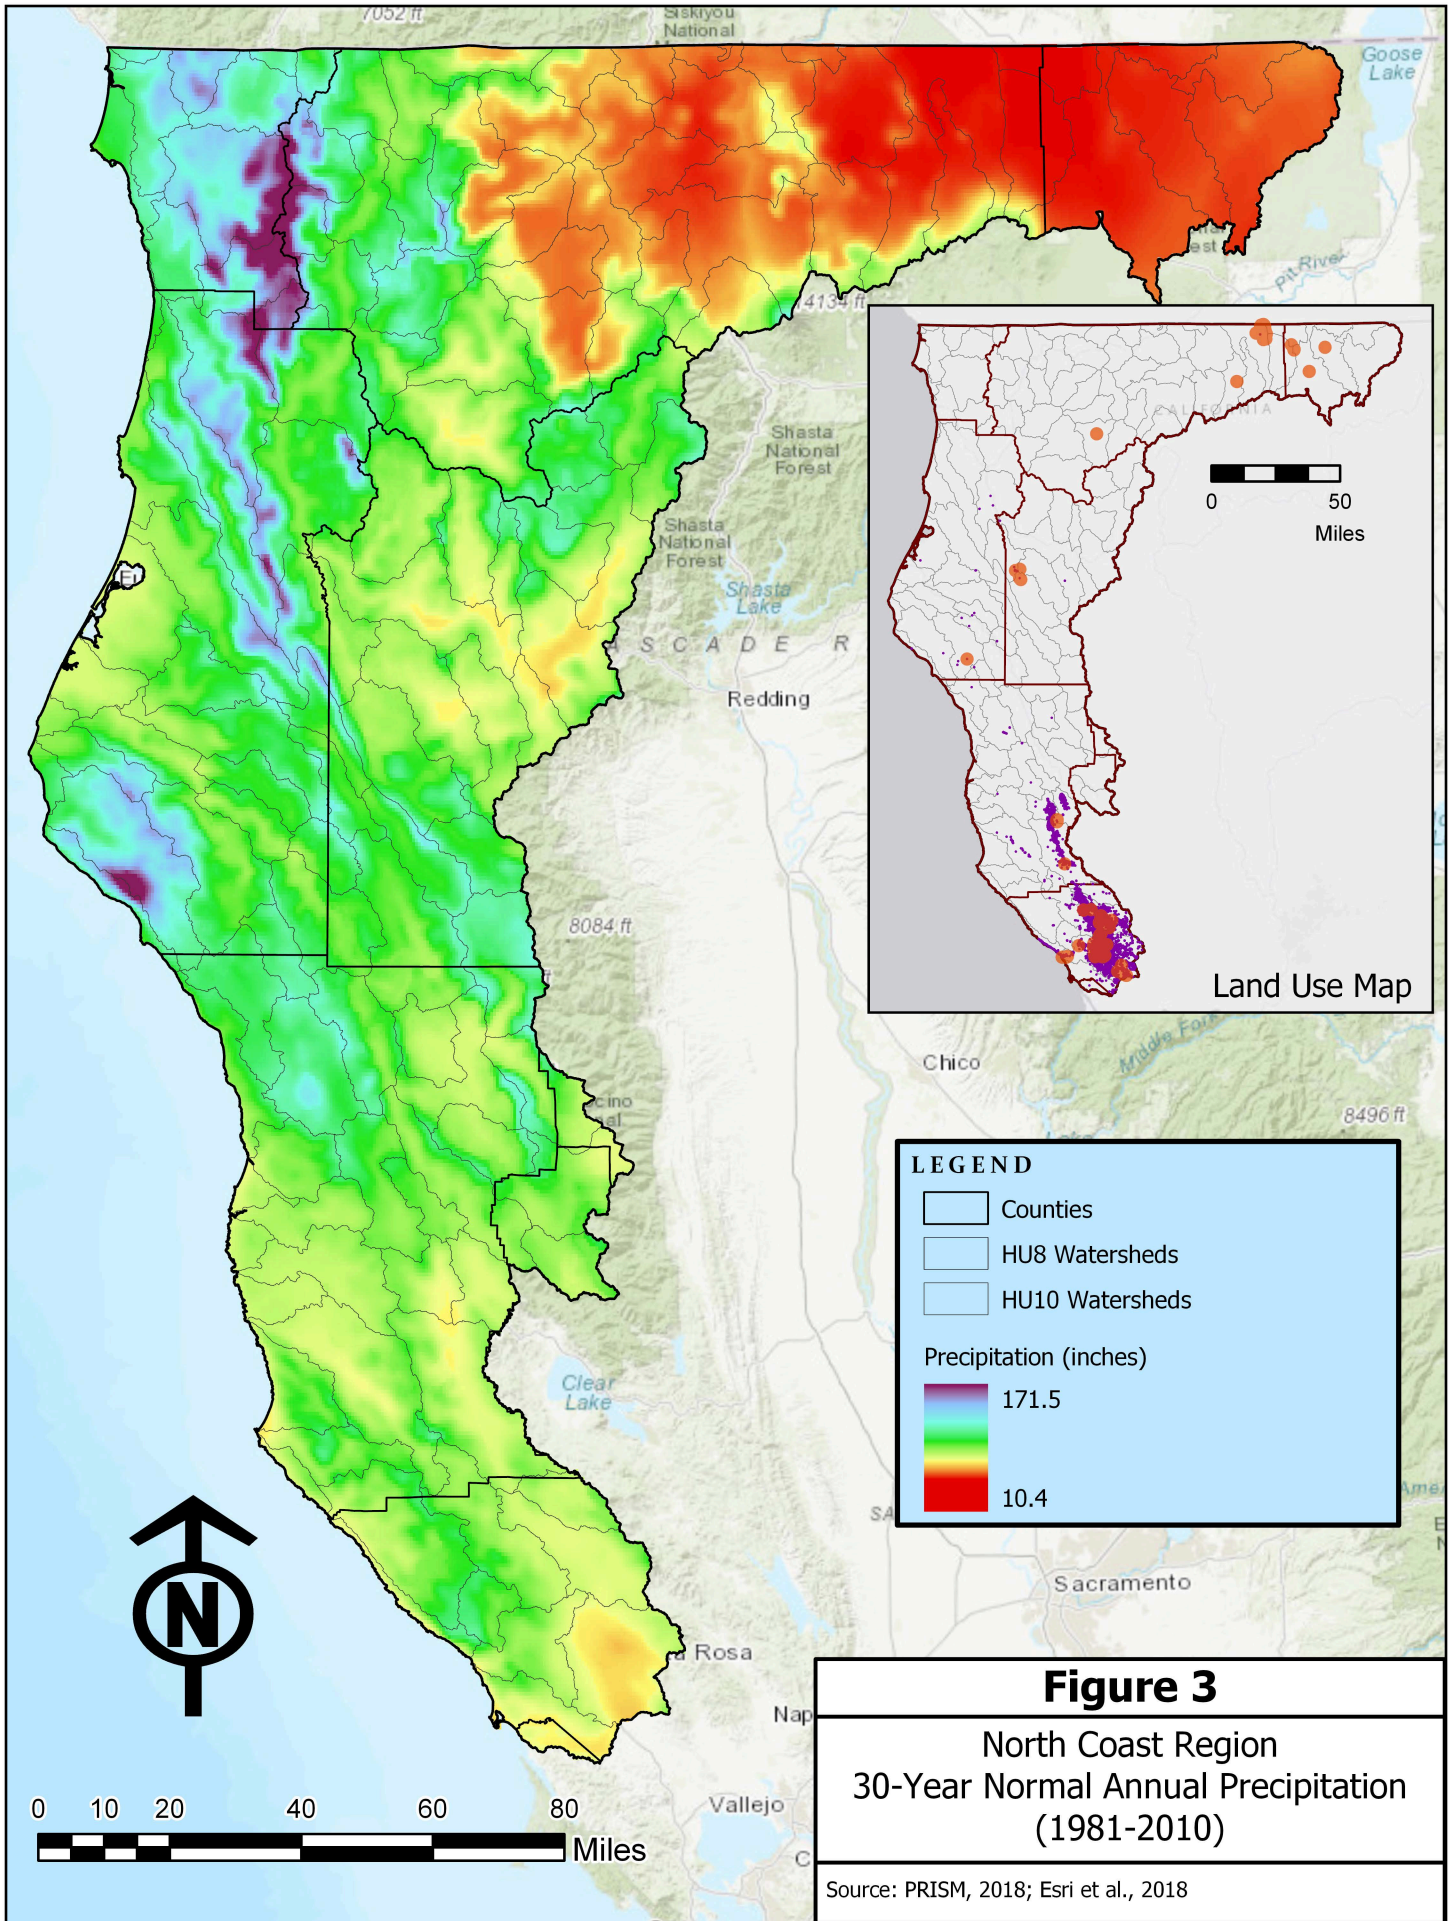 7052 ft
Siskiyou
National
Goose
Lake
Pit River
14134 ft
CALIFORNIA
0 50
Miles
Land Use Map
Shasta
National
Forest
Shasta
National
Forest
Shasta
Lake
Redding
8084 ft
Chico
Middle Fork
8496 ft
LEGEND
Counties
HU8 Watersheds
HU10 Watersheds
Precipitation (inches)
171.5
10.4
Clear
Lake
N
Sacramento
Rosa
Nap
Vallejo
Figure 3
North Coast Region
30-Year Normal Annual Precipitation
(1981-2010)
Source: PRISM, 2018; Esri et al., 2018
0 10 20 40 60 80
Miles